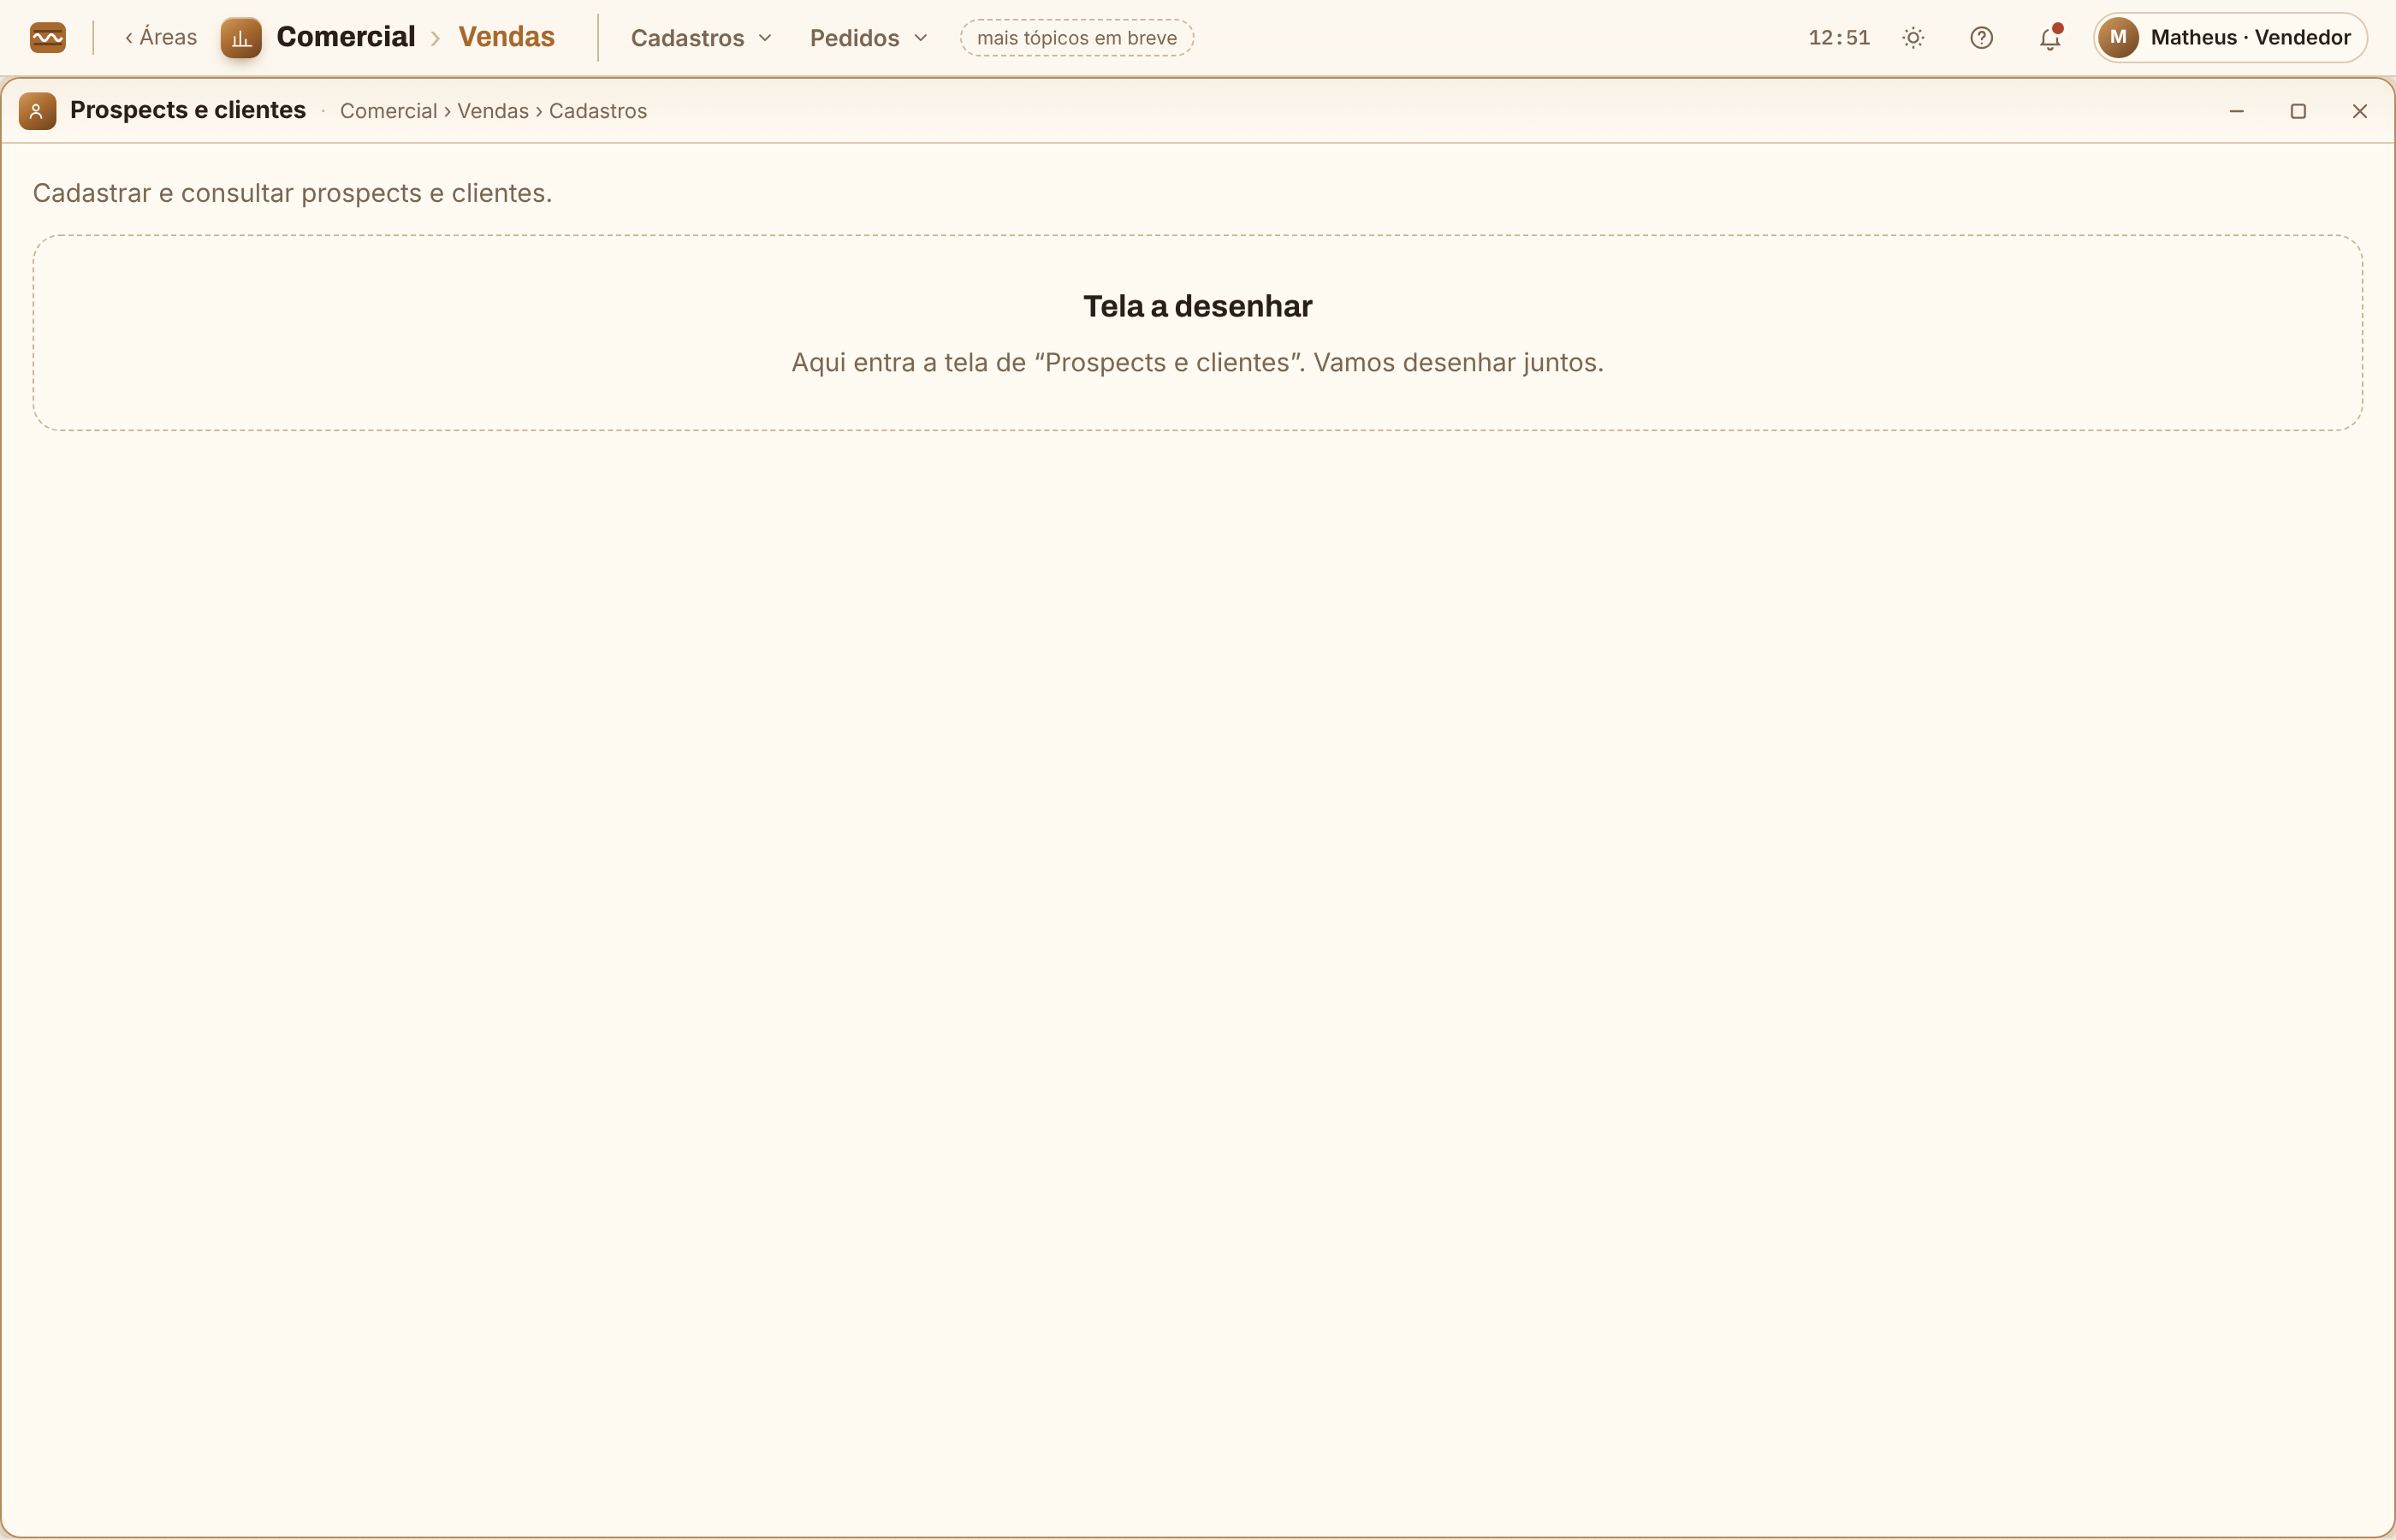 ‹ Áreas Comercial › Vendas Cadastros Pedidos mais tópicos em breve 12:51 M Matheus · Vendedor
Prospects e clientes · Comercial › Vendas › Cadastros
Cadastrar e consultar prospects e clientes.
Tela a desenhar
Aqui entra a tela de “Prospects e clientes”. Vamos desenhar juntos.